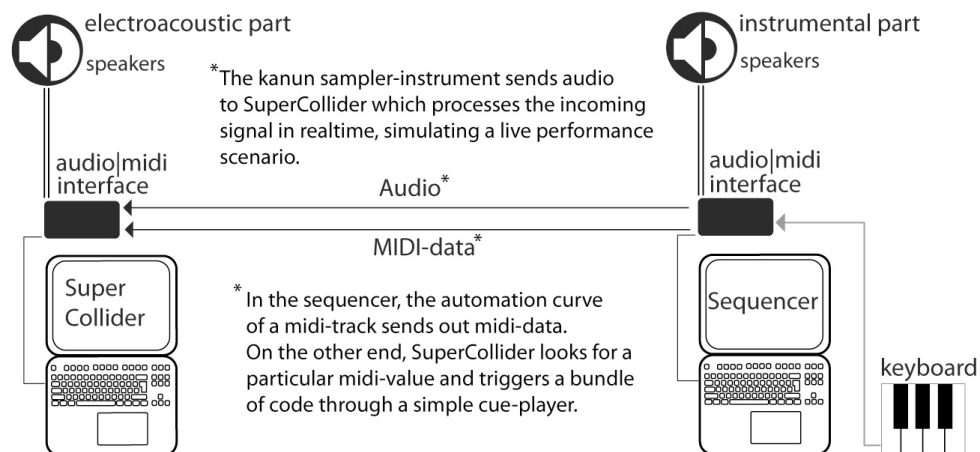 electroacoustic part
speakers
instrumental part
speakers
*The kanun sampler-instrument sends audio
to SuperCollider which processes the incoming
signal in realtime, simulating a live performance
scenario.
audio|midi
interface
audio|midi
interface
Audio*
MIDI-data*
Super
Collider
* In the sequencer, the automation curve
of a midi-track sends out midi-data.
On the other end, SuperCollider looks for a
particular midi-value and triggers a bundle
of code through a simple cue-player.
Sequencer
keyboard